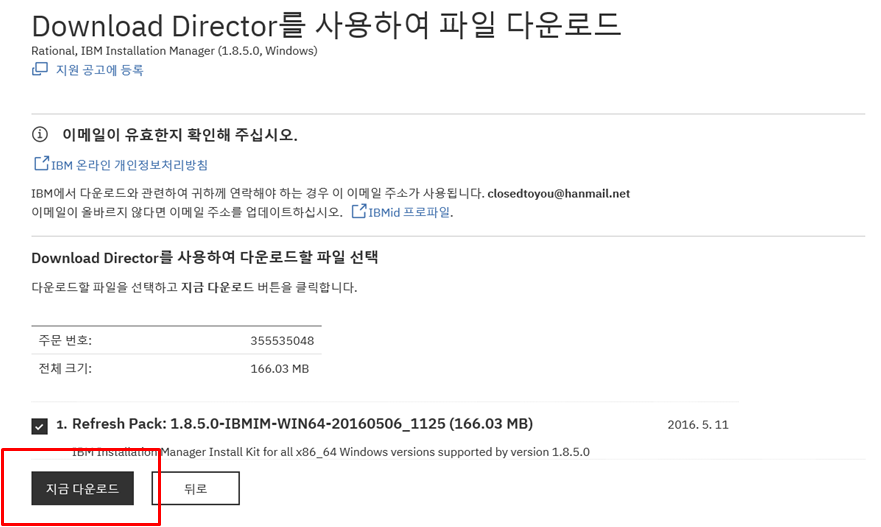 Download Director를 사용하여 파일 다운로드
Rational, IBM Installation Manager (1.8.5.0, Windows)
지원 공고에 등록
이메일이 유효한지 확인해 주십시오.
IBM 온라인 개인정보처리방침
IBM에서 다운로드와 관련하여 귀하께 연락해야 하는 경우 이 이메일 주소가 사용됩니다. closedtoyou@hanmail.net
이메일이 올바르지 않다면 이메일 주소를 업데이트하십시오. IBMid 프로파일.
Download Director를 사용하여 다운로드할 파일 선택
다운로드할 파일을 선택하고 지금 다운로드 버튼을 클릭합니다.
주문 번호: 355535048
전체 크기: 166.03 MB
1. Refresh Pack: 1.8.5.0-IBMIM-WIN64-20160506_1125 (166.03 MB) 2016. 5. 11
IBM Installation Manager Install Kit for all x86_64 Windows versions supported by version 1.8.5.0
지금 다운로드 뒤로